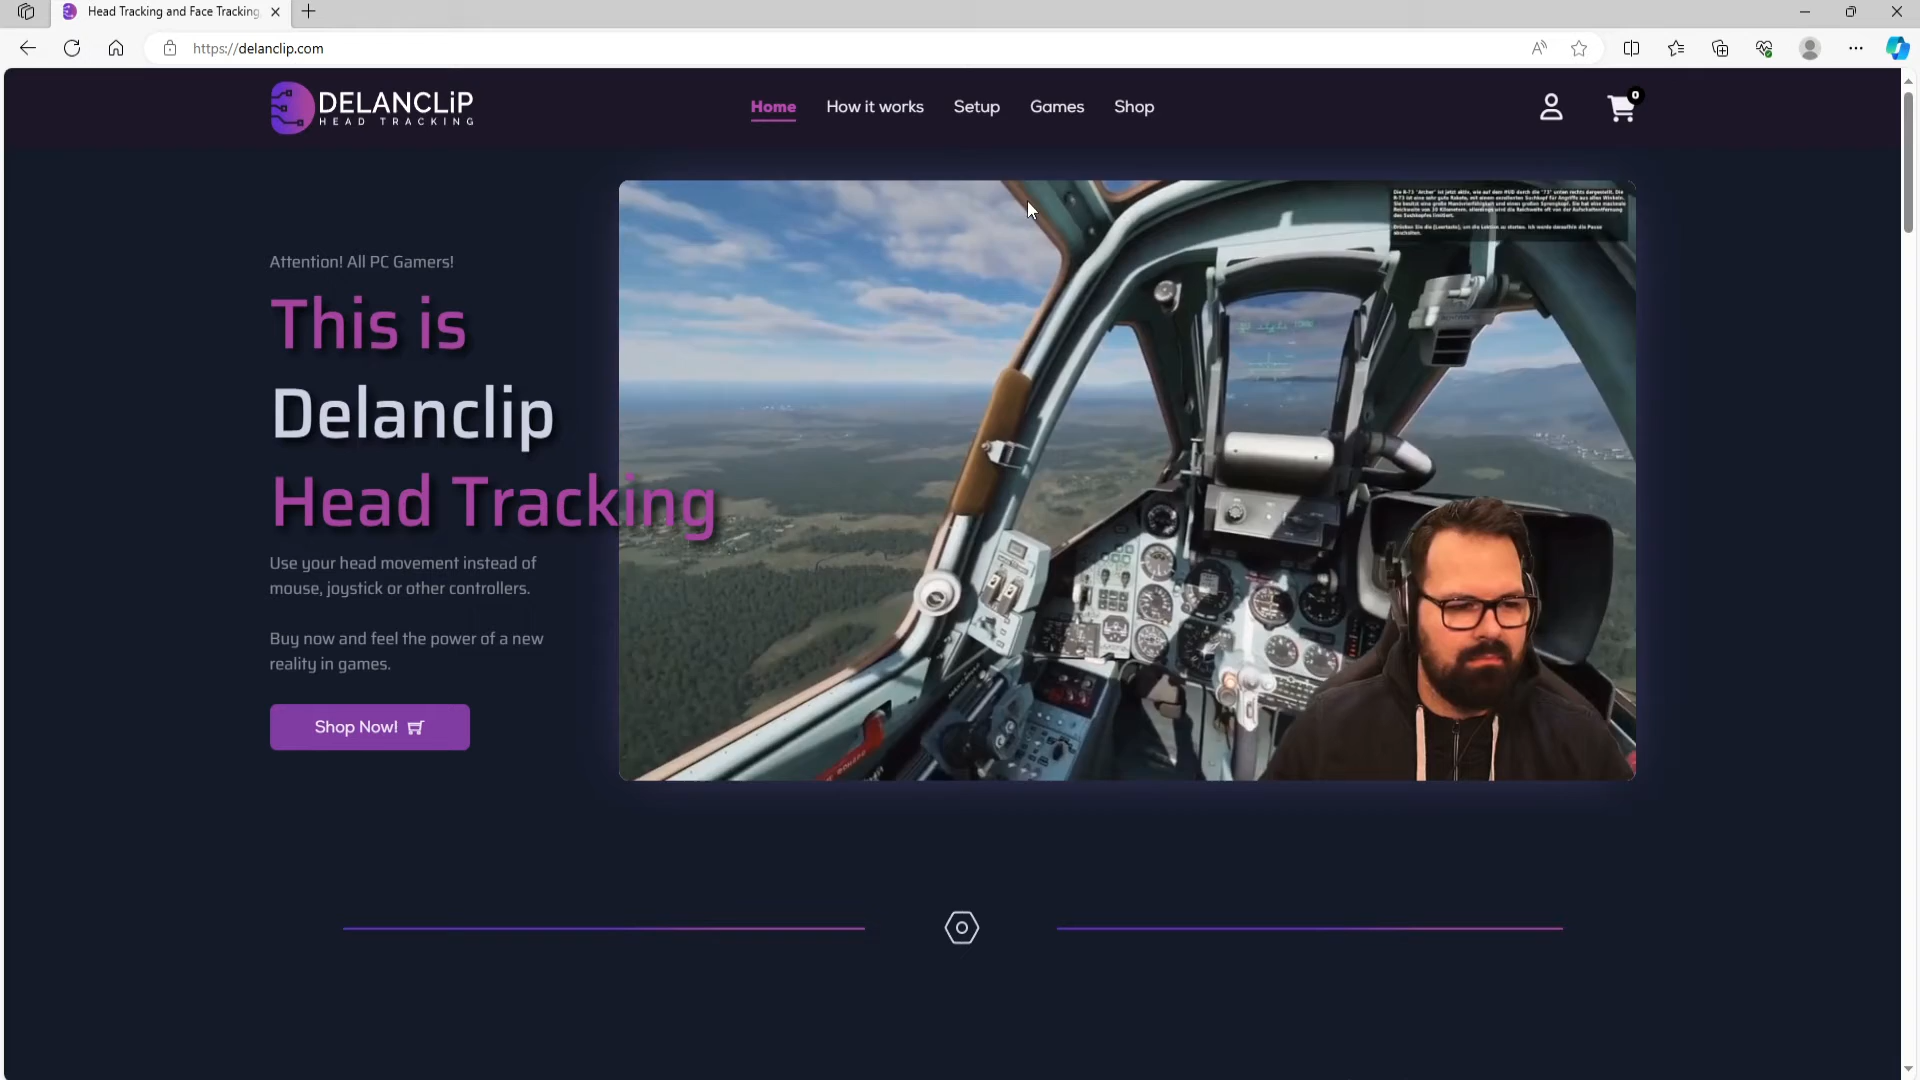 Head Tracking and Face Tracking
https://delanclip.com
DELANCLIP
HEAD TRACKING
Home
How it works
Setup
Games
Shop
0
Attention! All PC Gamers!
This is
Delanclip
Head Tracking
Use your head movement instead of
mouse, joystick or other controllers.
Buy now and feel the power of a new
reality in games.
Shop Now!